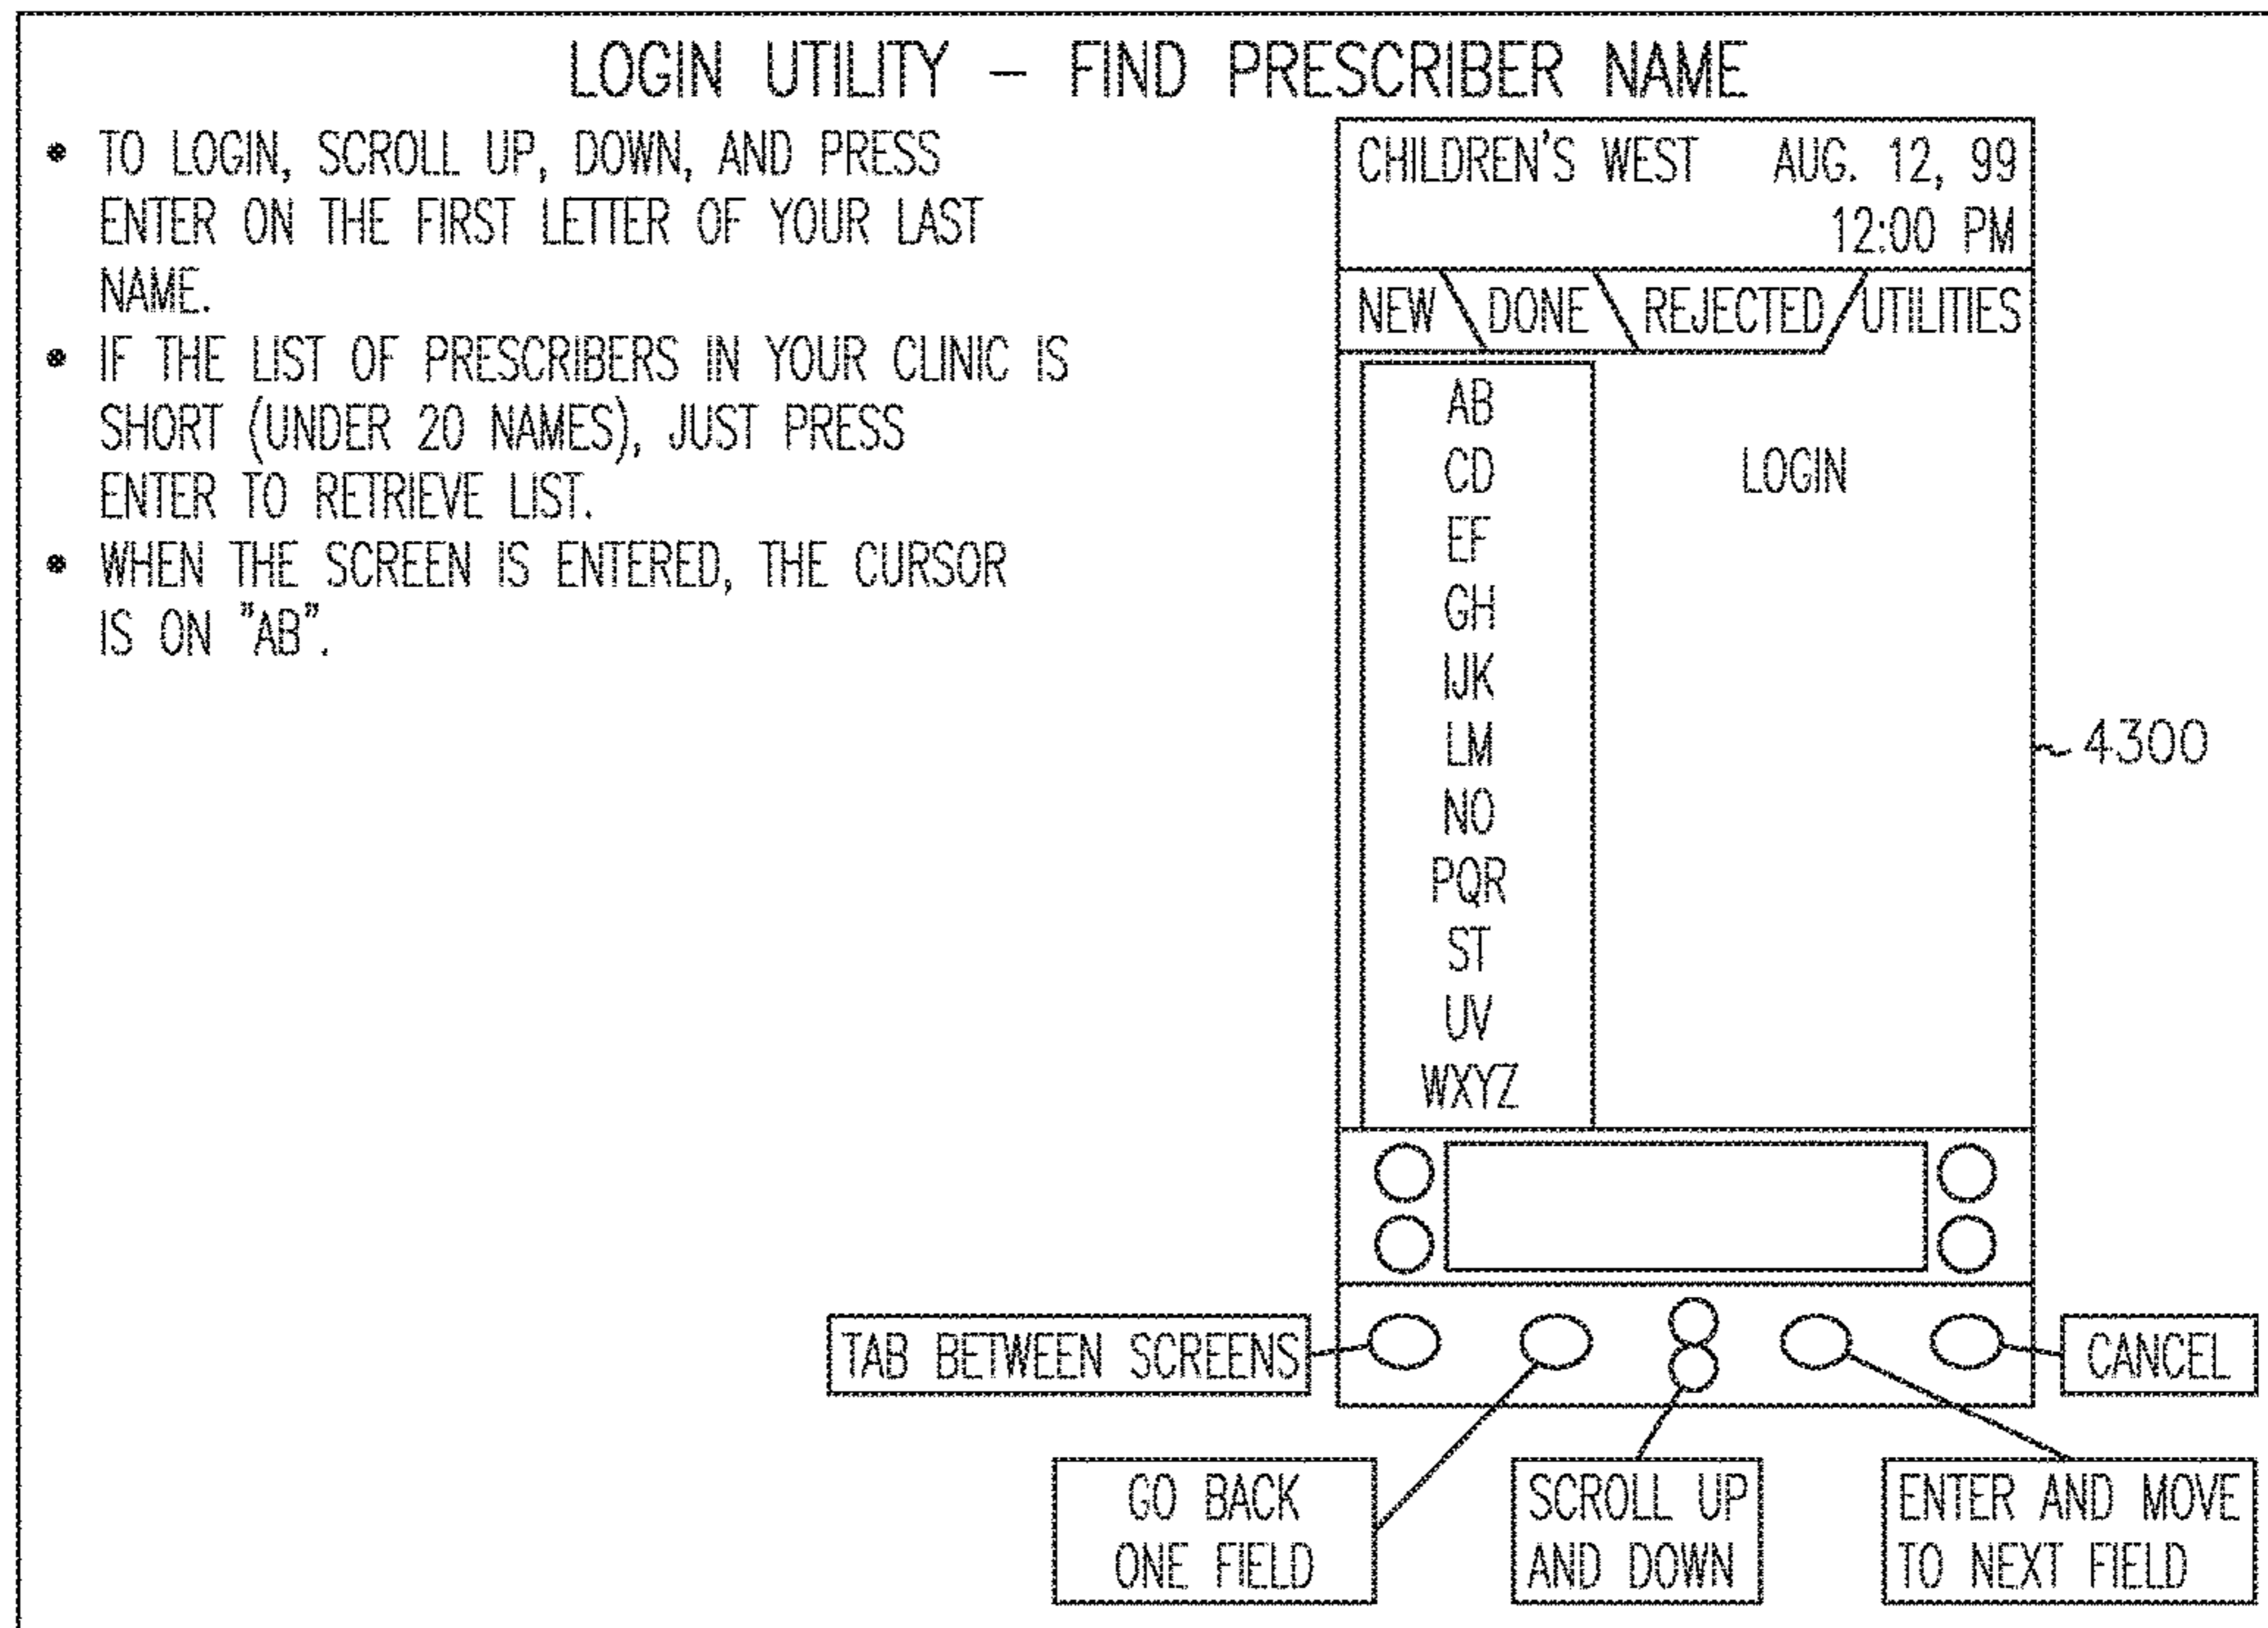 LOGIN UTILITY – FIND PRESCRIBER NAME
• TO LOGIN, SCROLL UP, DOWN, AND PRESS
ENTER ON THE FIRST LETTER OF YOUR LAST
NAME.
• IF THE LIST OF PRESCRIBERS IN YOUR CLINIC IS
SHORT (UNDER 20 NAMES), JUST PRESS
ENTER TO RETRIEVE LIST.
• WHEN THE SCREEN IS ENTERED, THE CURSOR
IS ON "AB".
CHILDREN'S WEST AUG. 12, 99
12:00 PM
NEW DONE REJECTED UTILITIES
AB
CD
EF
GH
IJK
LM
NO
PQR
ST
UV
WXYZ
LOGIN
4300
TAB BETWEEN SCREENS
CANCEL
GO BACK
ONE FIELD
SCROLL UP
AND DOWN
ENTER AND MOVE
TO NEXT FIELD